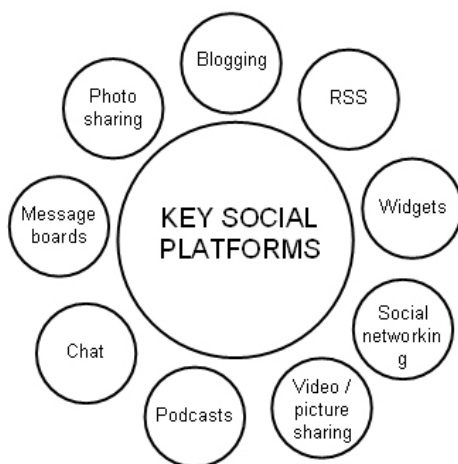 Blogging
RSS
Widgets
Social
networkin
g
Video /
picture
sharing
Podcasts
Chat
Message
boards
Photo
sharing
KEY SOCIAL
PLATFORMS